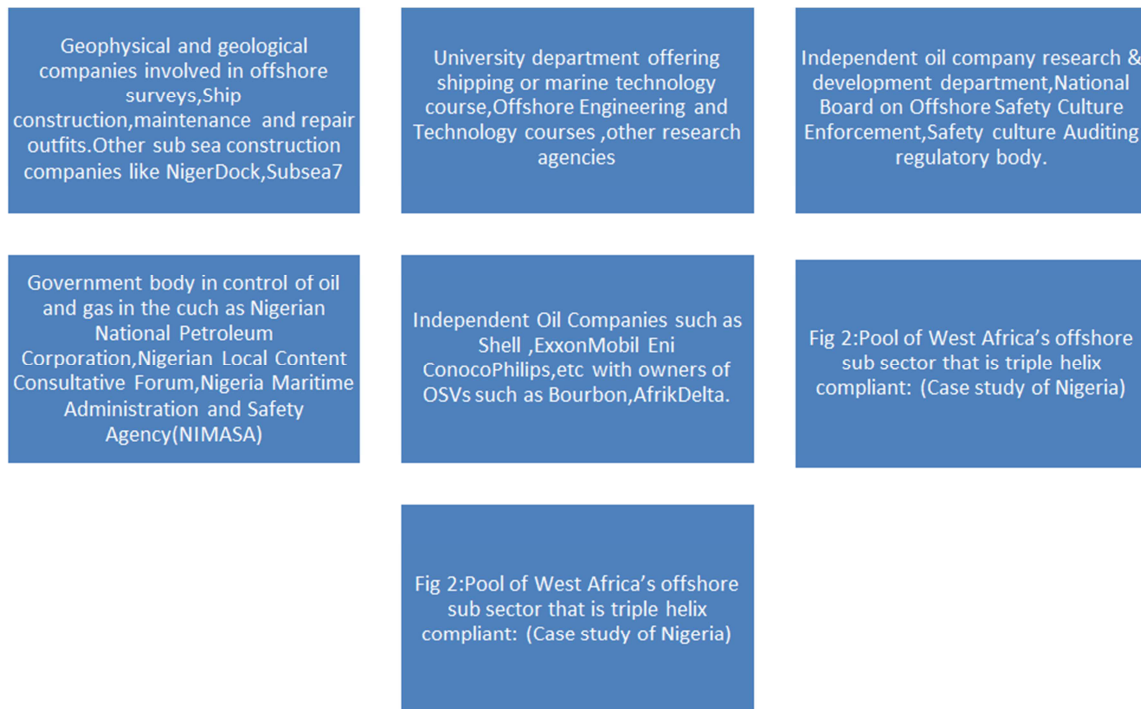 Geophysical and geological
companies involved in offshore
surveys,Ship
construction,maintenance and repair
outfits.Other sub sea construction
companies like NigerDock,Subsea7
University department offering
shipping or marine technology
course,Offshore Engineering and
Technology courses ,other research
agencies
Independent oil company research &
development department,National
Board on Offshore Safety Culture
Enforcement,Safety culture Auditing
regulatory body.
Government body in control of oil
and gas in the cuch as Nigerian
National Petroleum
Corporation,Nigerian Local Content
Consultative Forum,Nigeria Maritime
Administration and Safety
Agency(NIMASA)
Independent Oil Companies such as
Shell ,ExxonMobil Eni
ConocoPhilips,etc with owners of
OSVs such as Bourbon,AfrikDelta.
Fig 2:Pool of West Africa’s offshore
sub sector that is triple helix
compliant: (Case study of Nigeria)
Fig 2:Pool of West Africa’s offshore
sub sector that is triple helix
compliant: (Case study of Nigeria)